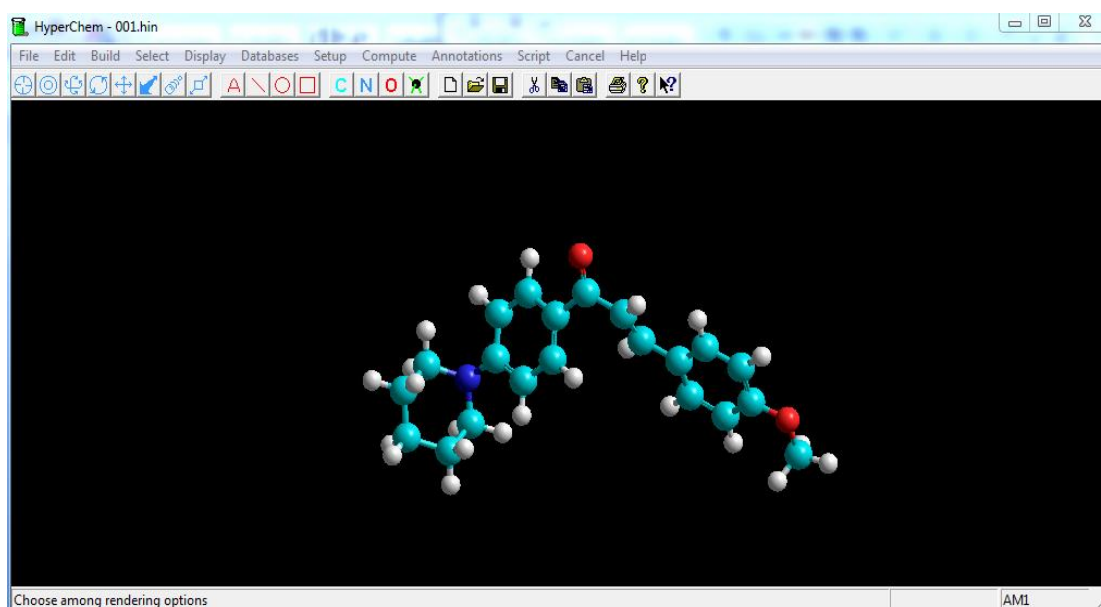 HyperChem - 001.hin
File Edit Build Select Display Databases Setup Compute Annotations Script Cancel Help
A C N O ? ?
Choose among rendering options AM1